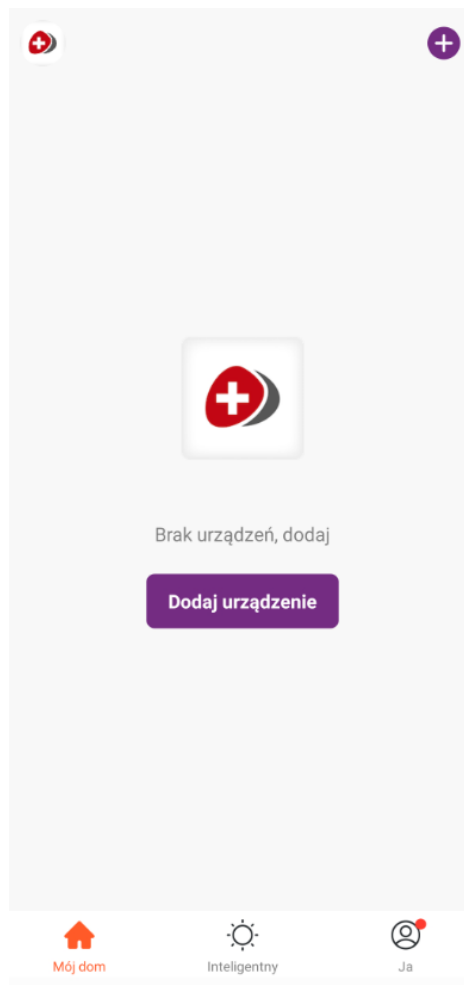 Brak urządzeń, dodaj
Dodaj urządzenie
Mój dom
Inteligentny
Ja